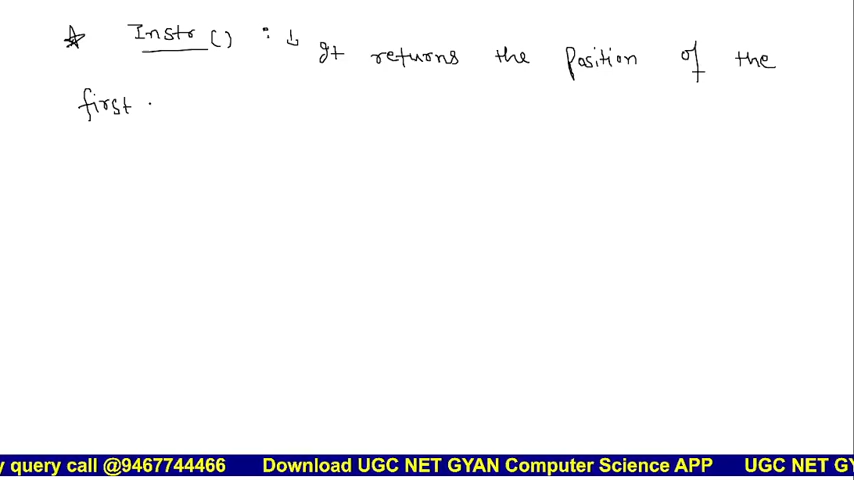 ☆ Instr () : ↓ It returns the position of the
first
y query call @9467744466 Download UGC NET GYAN Computer Science APP UGC NET GY